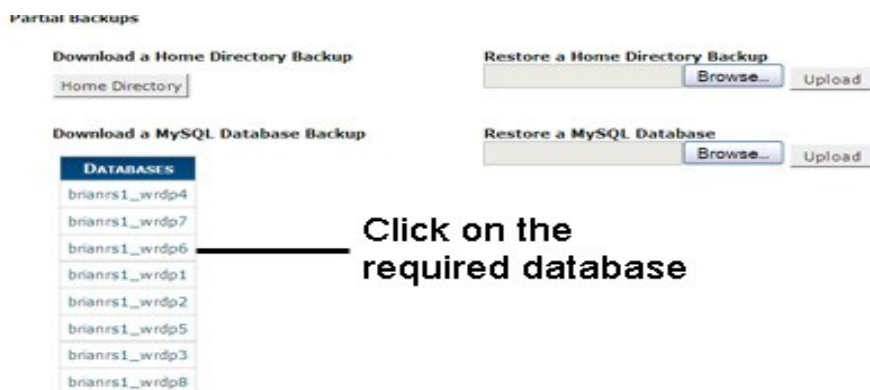 Partial Backups
Download a Home Directory Backup
Home Directory
Restore a Home Directory Backup
Browse...
Upload
Download a MySQL Database Backup
Restore a MySQL Database
Browse...
Upload
DATABASES
brianrs1_wrdp4
brianrs1_wrdp7
brianrs1_wrdp6
brianrs1_wrdp1
brianrs1_wrdp2
brianrs1_wrdp5
brianrs1_wrdp3
brianrs1_wrdp8
Click on the
required database